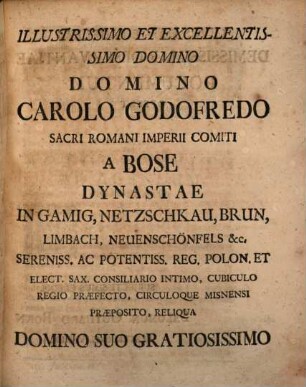 ILLUSTRISSIMO ET EXCELLENTIS-
SIMO DOMINO
DOMINO
CAROLO GODOFREDO
SACRI ROMANI IMPERII COMITI
A BOSE
DYNASTAE
IN GAMIG, NETZSCHKAU, BRUN,
LIMBACH, NEUENSCHÖNFELS &c.
SERENISS. AC POTENTISS. REG. POLON. ET
ELECT. SAX. CONSILIARIO INTIMO, CUBICULO
REGIO PRÆFECTO, CIRCULOQUE MISNENSI
PRÆPOSITO, RELIQUA
DOMINO SUO GRATIOSISSIMO